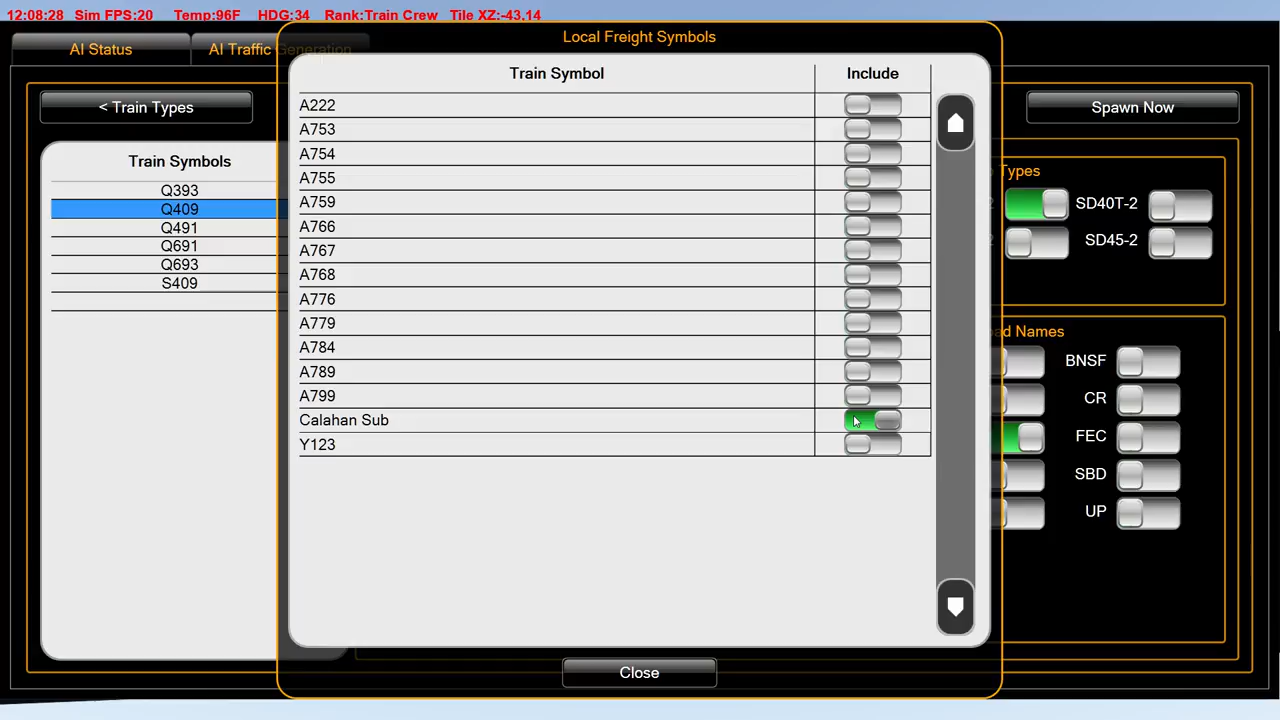 12:08:28 Sim FPS:20 Temp:96F HDG:34 Rank:Train Crew Tile XZ:-43,14
Local Freight Symbols
AI Status
AI Traffic Generation
Train Symbol Include
< Train Types
Spawn Now
Train Symbols
Q393
Q409
Q491
Q691
Q693
S409
A222
A753
A754
A755
A759
A766
A767
A768
A776
A779
A784
A789
A799
Calahan Sub
Y123
Types
SD40T-2
SD45-2
ad Names
BNSF
CR
FEC
SBD
UP
Close